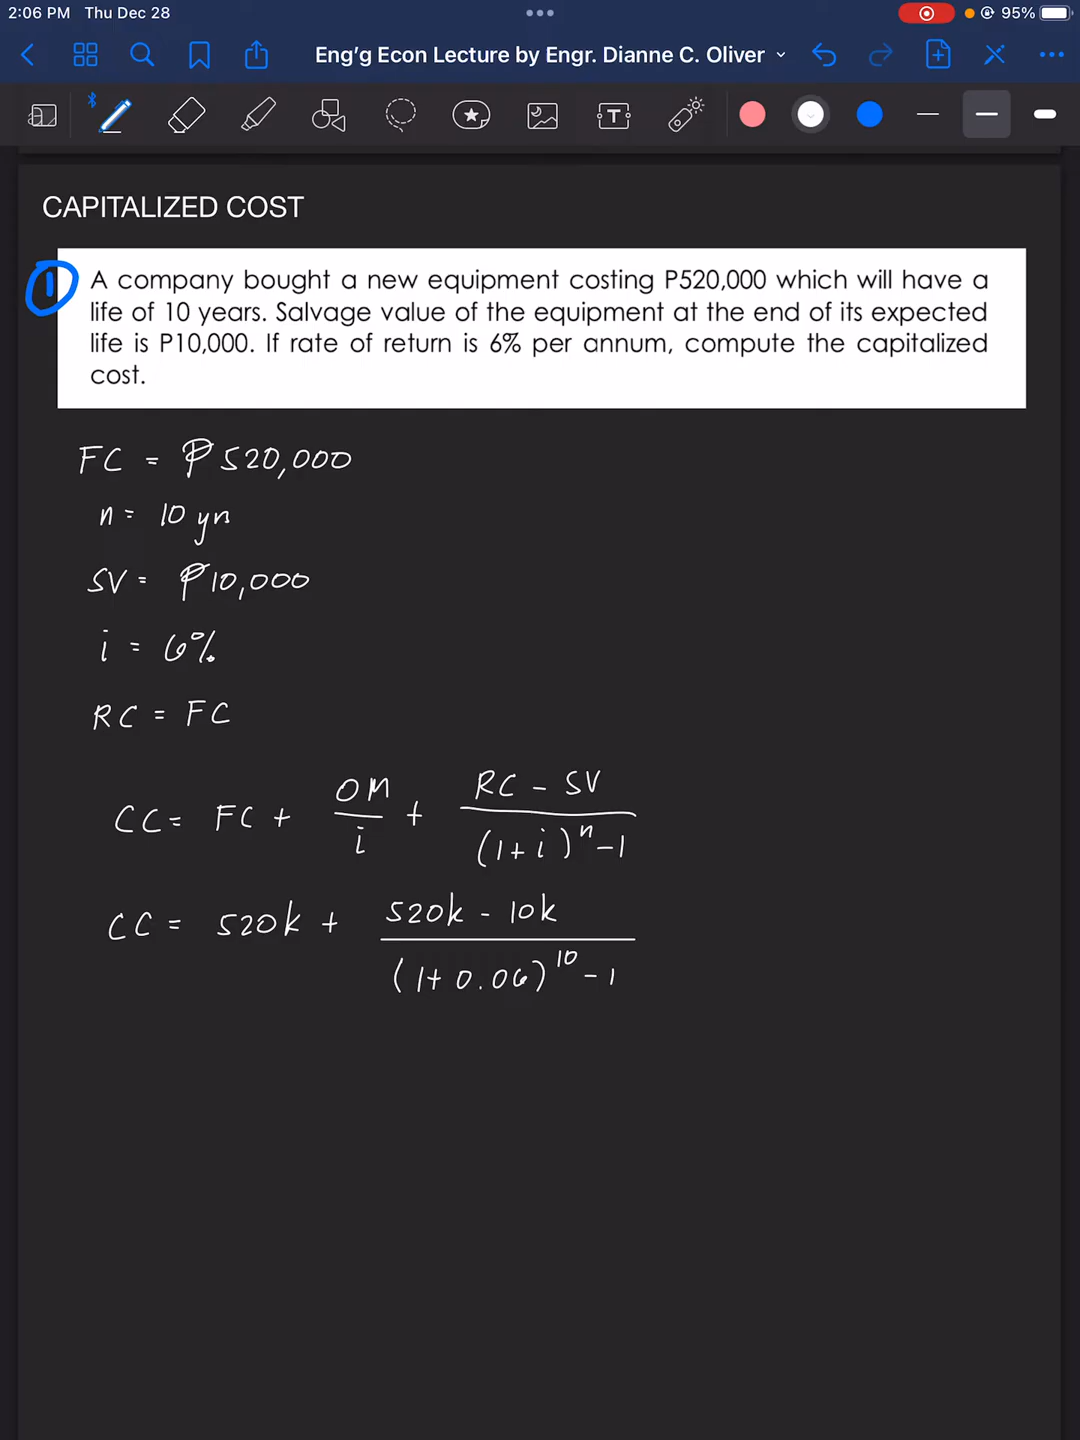 2:06 PM Thu Dec 28 95%
Eng'g Econ Lecture by Engr. Dianne C. Oliver
T
CAPITALIZED COST
1
A company bought a new equipment costing P520,000 which will have a
life of 10 years. Salvage value of the equipment at the end of its expected
life is P10,000. If rate of return is 6% per annum, compute the capitalized
cost.
FC = ₱520,000
n = 10 yrs
SV = ₱10,000
i = 6%
RC = FC
CC = FC + OM/i + (RC - SV)/((1+i)^n - 1)
CC = 520k + (520k - 10k)/((1+0.06)^10 - 1)